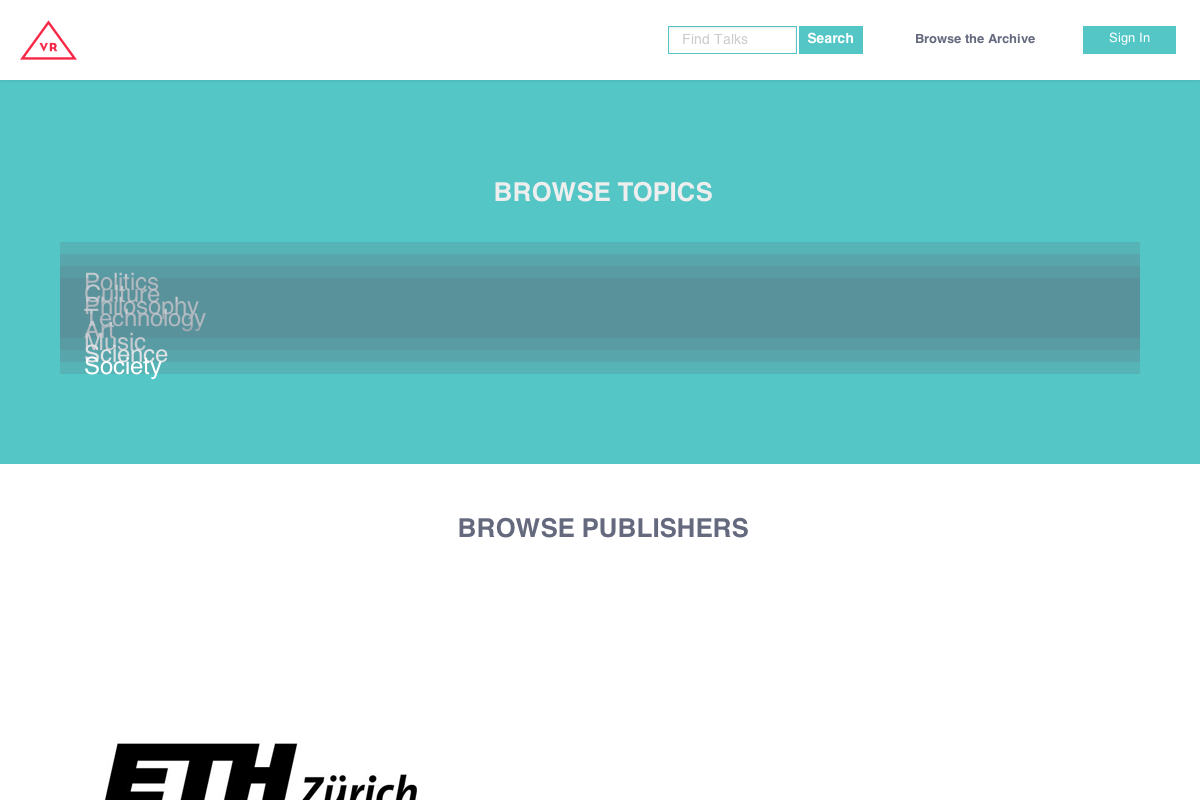 VR
Find Talks
Search
Browse the Archive
Sign In
BROWSE TOPICS
Politics
Culture
Philosophy
Technology
Art
Music
Science
Society
BROWSE PUBLISHERS
ETH Zürich